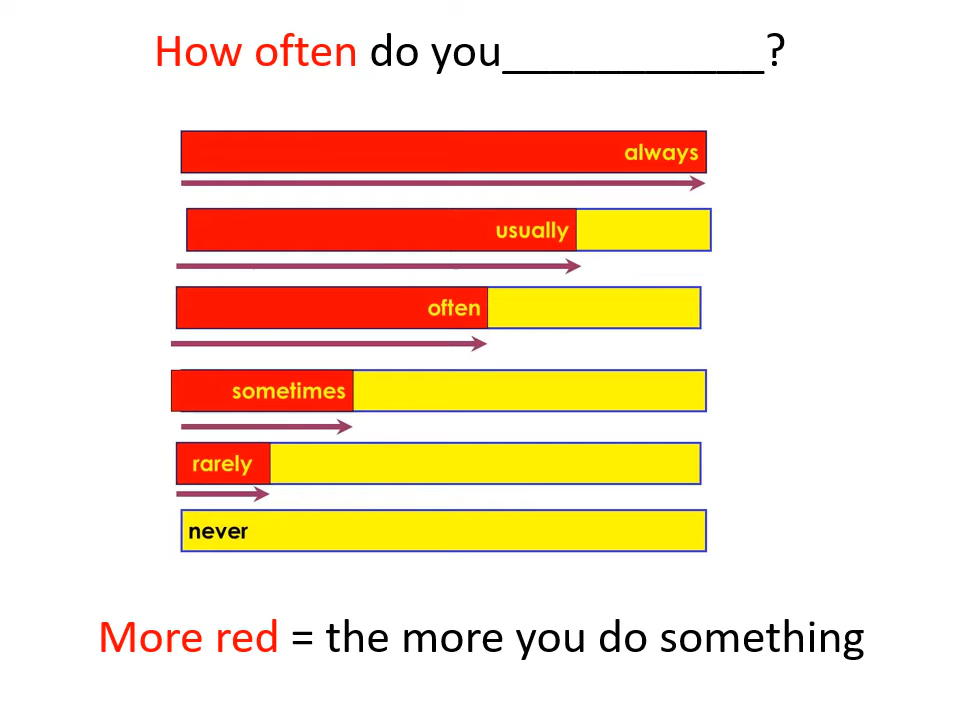 How often do you___________?
always
usually
often
sometimes
rarely
never
More red = the more you do something